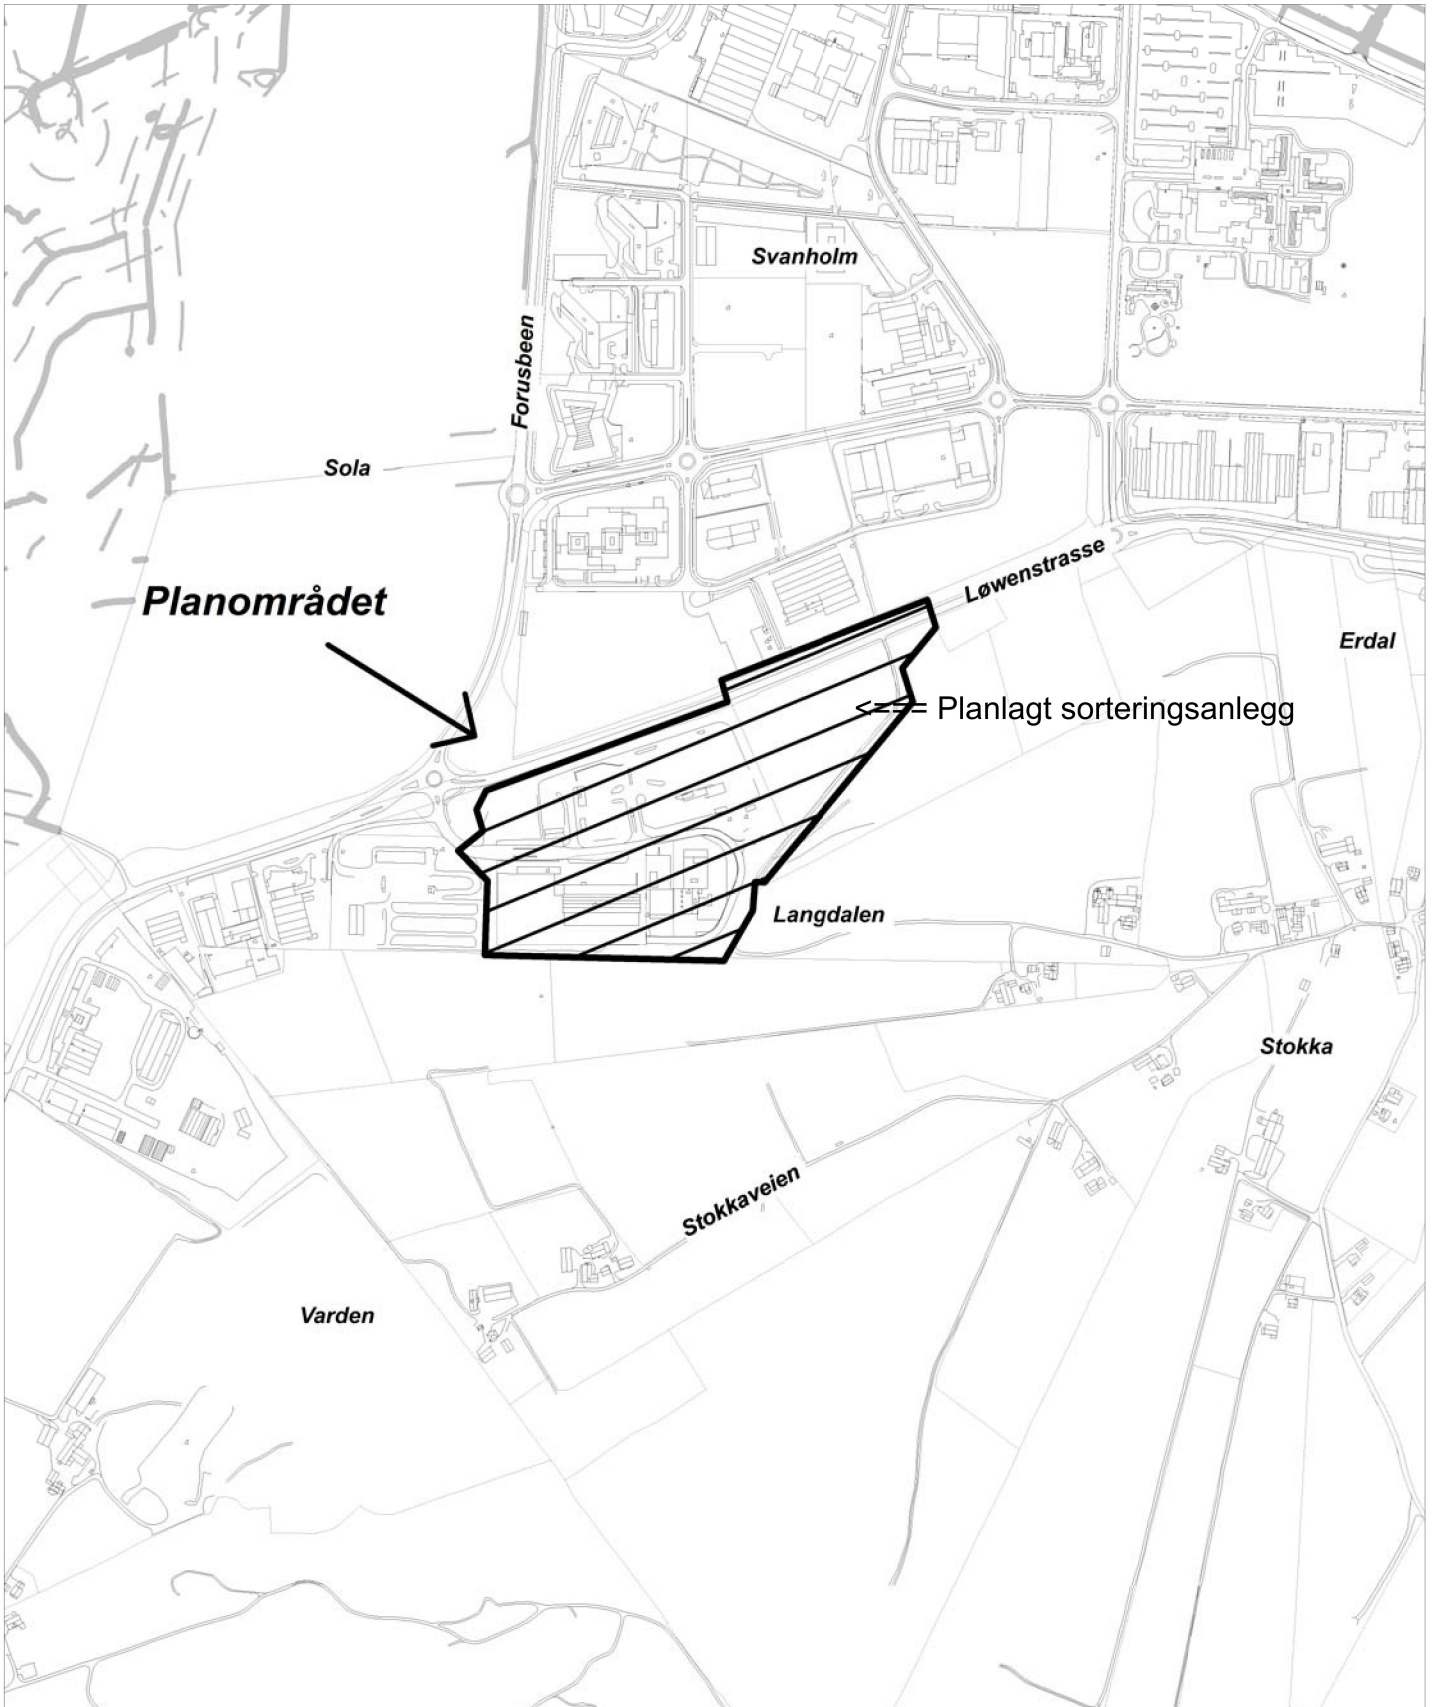 Svanholm
Forusbeen
Sola
Løwenstrasse
Planområdet
Erdal
<=== Planlagt sorteringsanlegg
Langdalen
Stokka
Stokkaveien
Varden